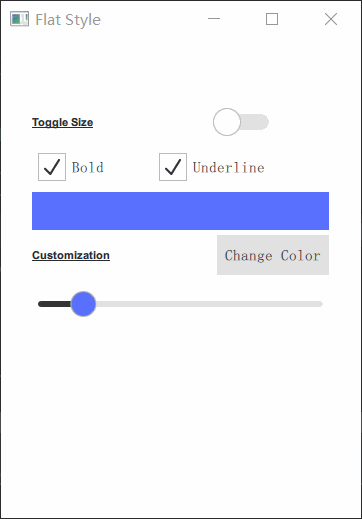 Flat Style
Toggle Size
Bold
Underline
Customization
Change Color